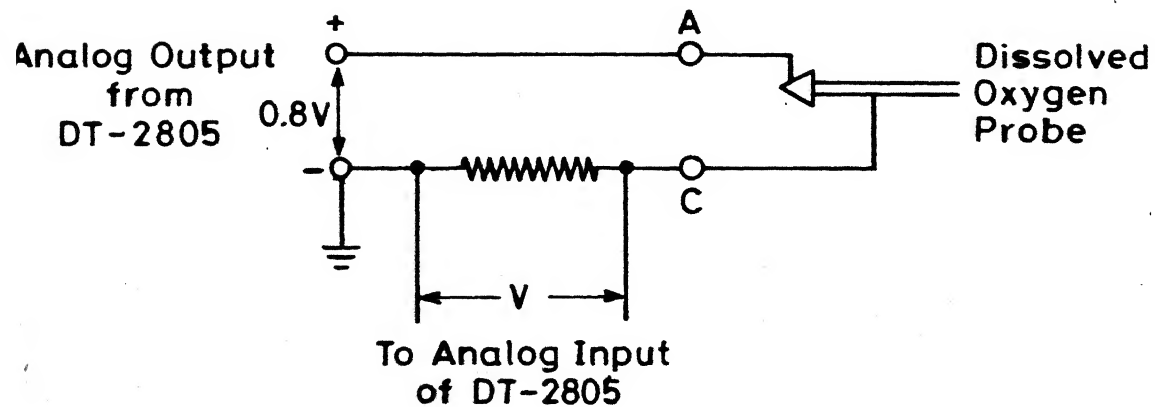 Analog Output
from
DT-2805
+
0.8V
-
A
C
Dissolved
Oxygen
Probe
V
To Analog Input
of DT-2805